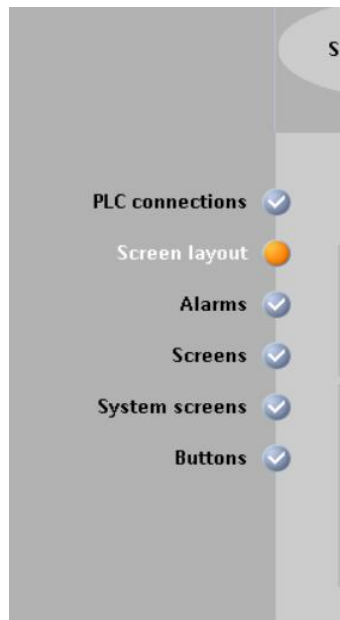 S
PLC connections
Screen layout
Alarms
Screens
System screens
Buttons